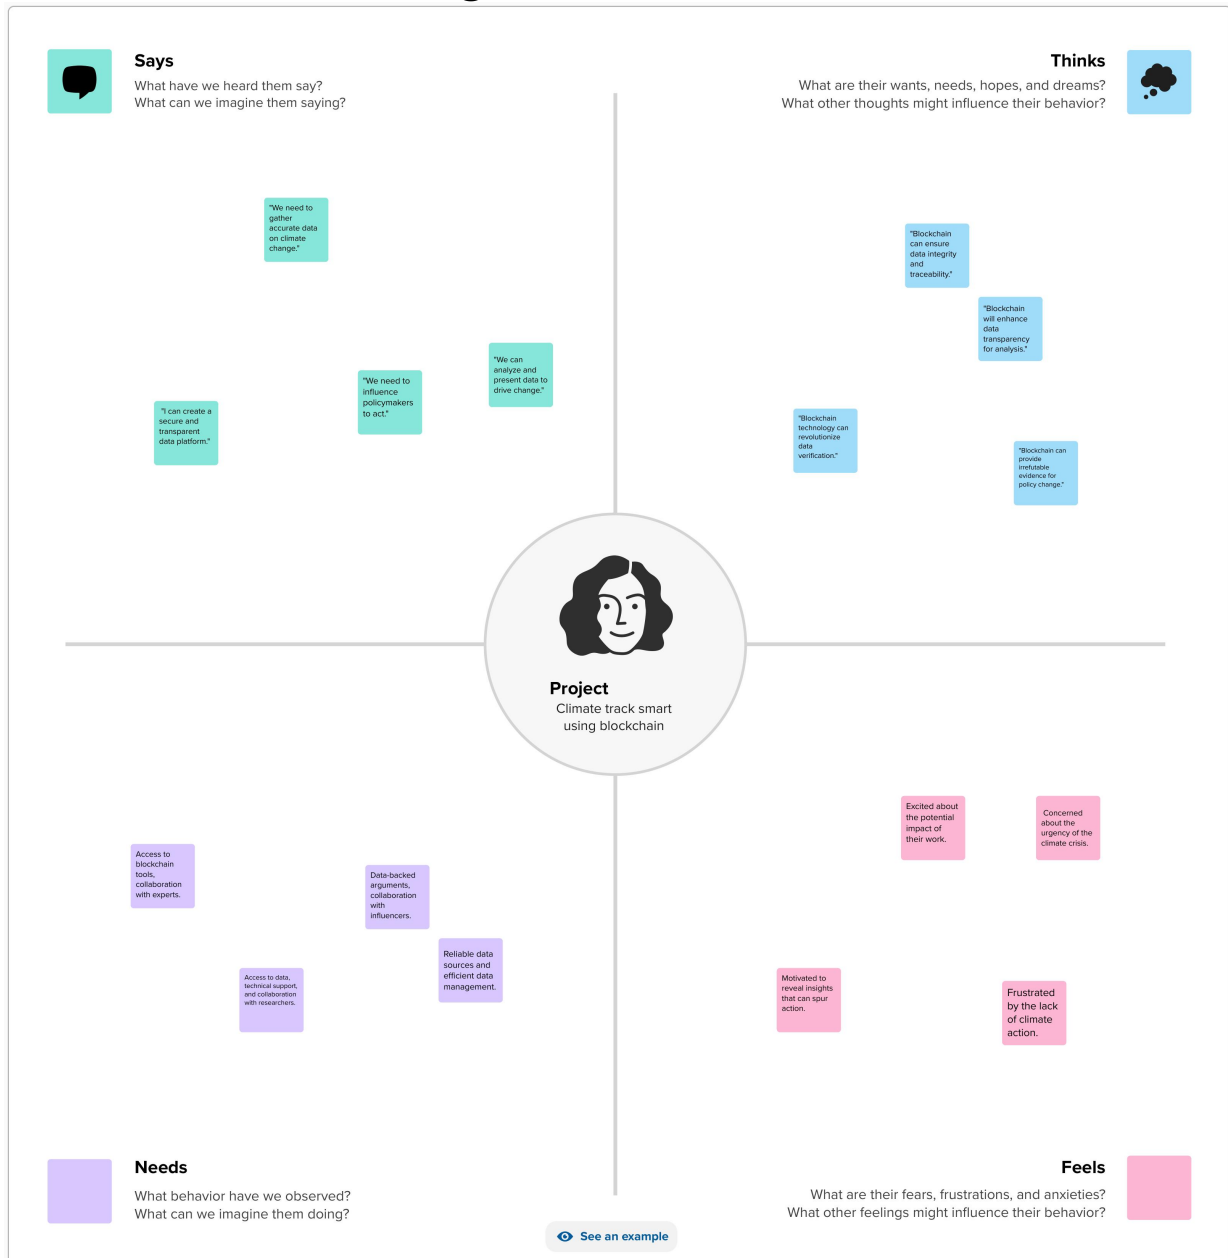 Says
What have we heard them say?
What can we imagine them saying?
Thinks
What are their wants, needs, hopes, and dreams?
What other thoughts might influence their behavior?
"We need to
gather
accurate data
on climate
change."
"We can
analyze and
present data to
drive change."
"We need to
influence
policymakers
to act."
"I can create a
secure and
transparent
data platform."
"Blockchain
can ensure
data integrity
and
traceability."
"Blockchain
will enhance
data
transparency
for analysis."
"Blockchain
technology can
revolutionize
data
verification."
"Blockchain can
provide
irrefutable
evidence for
policy change."
Project
Climate track smart
using blockchain
Access to
blockchain
tools,
collaboration
with experts.
Data-backed
arguments,
collaboration
with
influencers.
Reliable data
sources and
efficient data
management.
Access to data,
technical support,
and collaboration
with researchers.
Excited about
the potential
impact of
their work.
Concerned
about the
urgency of the
climate crisis.
Motivated to
reveal insights
that can spur
action.
Frustrated
by the lack
of climate
action.
Needs
What behavior have we observed?
What can we imagine them doing?
Feels
What are their fears, frustrations, and anxieties?
What other feelings might influence their behavior?
See an example